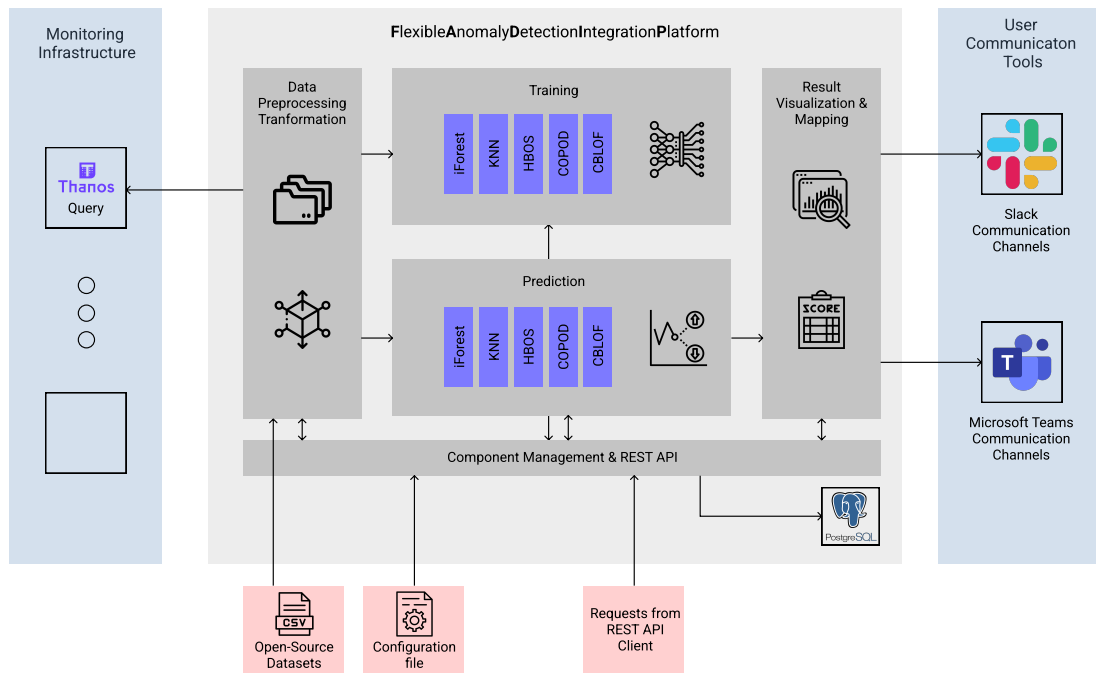 Monitoring
Infrastructure
Thanos
Query
FlexibleAnomalyDetectionIntegrationPlatform
Data
Preprocessing
Tranformation
Training
iForest
KNN
HBOS
COPOD
CBLOF
Prediction
iForest
KNN
HBOS
COPOD
CBLOF
Result
Visualization &
Mapping
SCORE
Component Management & REST API
PostgreSQL
User
Communicaton
Tools
Slack
Communication
Channels
T
Microsoft Teams
Communication
Channels
CSV
Open-Source
Datasets
Configuration
file
Requests from
REST API
Client